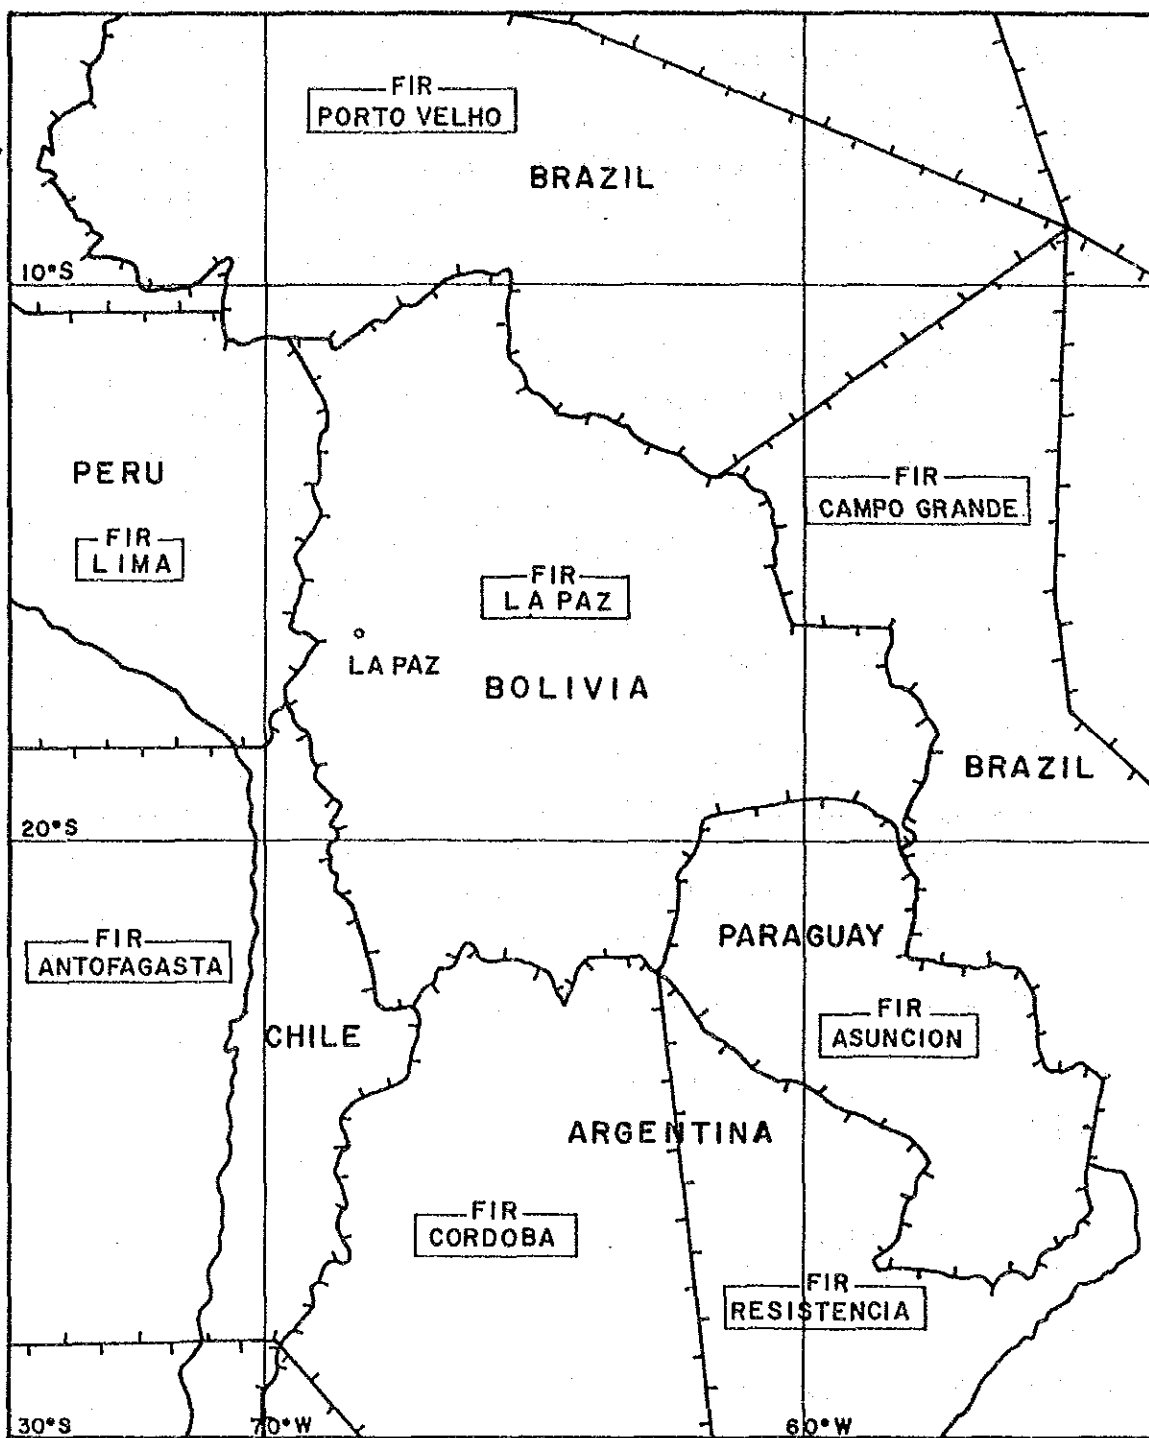 FIR
PORTO VELHO
BRAZIL
10°S
PERU
FIR
CAMPO GRANDE
FIR
LIMA
FIR
LA PAZ
LA PAZ
BOLIVIA
BRAZIL
20°S
PARAGUAY
FIR
ANTOFAGASTA
FIR
ASUNCION
CHILE
ARGENTINA
FIR
CORDOBA
FIR
RESISTENCIA
30°S
70°W
60°W